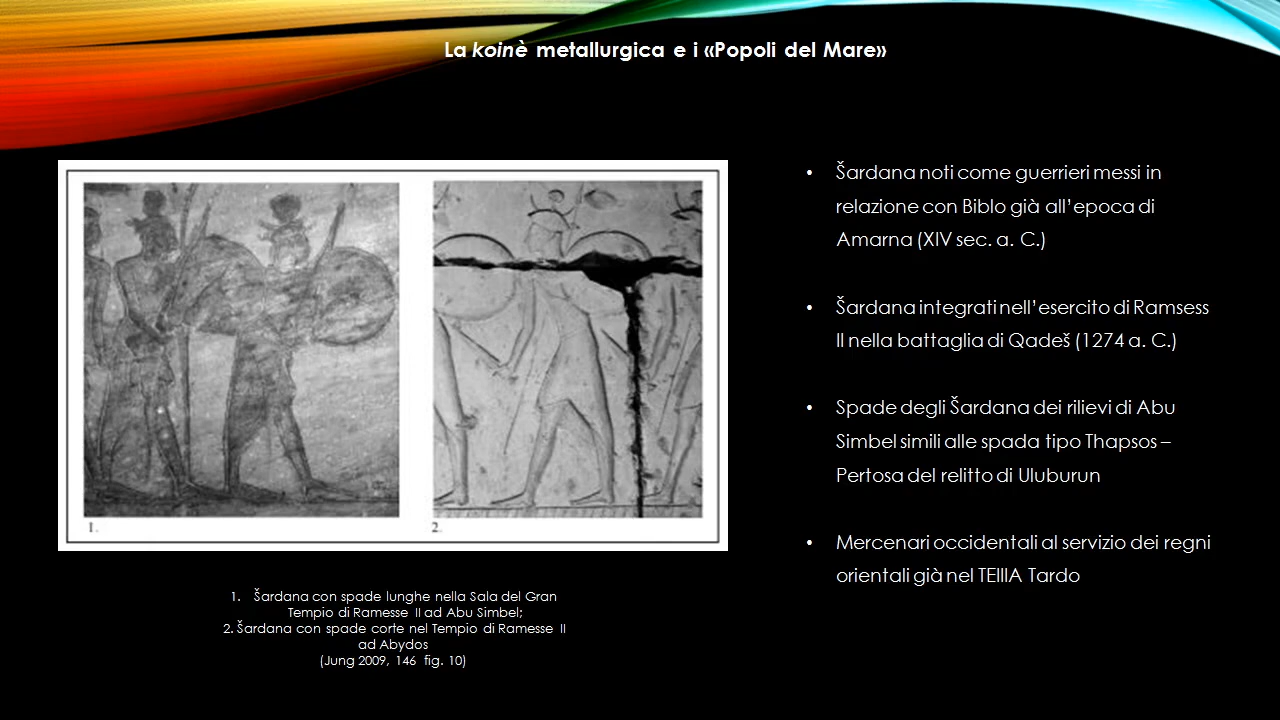 La koinè metallurgica e i «Popoli del Mare»
• Šardana noti come guerrieri messi in
relazione con Biblo già all’epoca di
Amarna (XIV sec. a. C.)
• Šardana integrati nell’esercito di Ramsess
II nella battaglia di Qadeš (1274 a. C.)
• Spade degli Šardana dei rilievi di Abu
Simbel simili alle spada tipo Thapsos –
Pertosa del relitto di Uluburun
• Mercenari occidentali al servizio dei regni
orientali già nel TEIIIA Tardo
1.
2.
1. Šardana con spade lunghe nella Sala del Gran
Tempio di Ramesse II ad Abu Simbel;
2. Šardana con spade corte nel Tempio di Ramesse II
ad Abydos
(Jung 2009, 146 fig. 10)